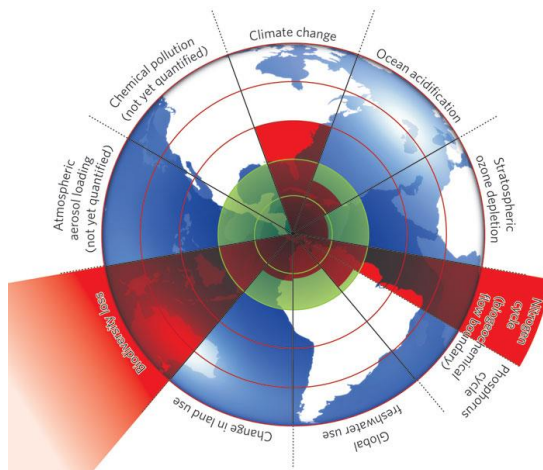 Climate change
Ocean acidification
Stratospheric
ozone depletion
Nitrogen
cycle
(biogeochemical
flow boundary)
Phosphorus
cycle
Global
freshwater use
Change in land use
Biodiversity loss
Atmospheric
aerosol loading
(not yet quantified)
Chemical pollution
(not yet quantified)